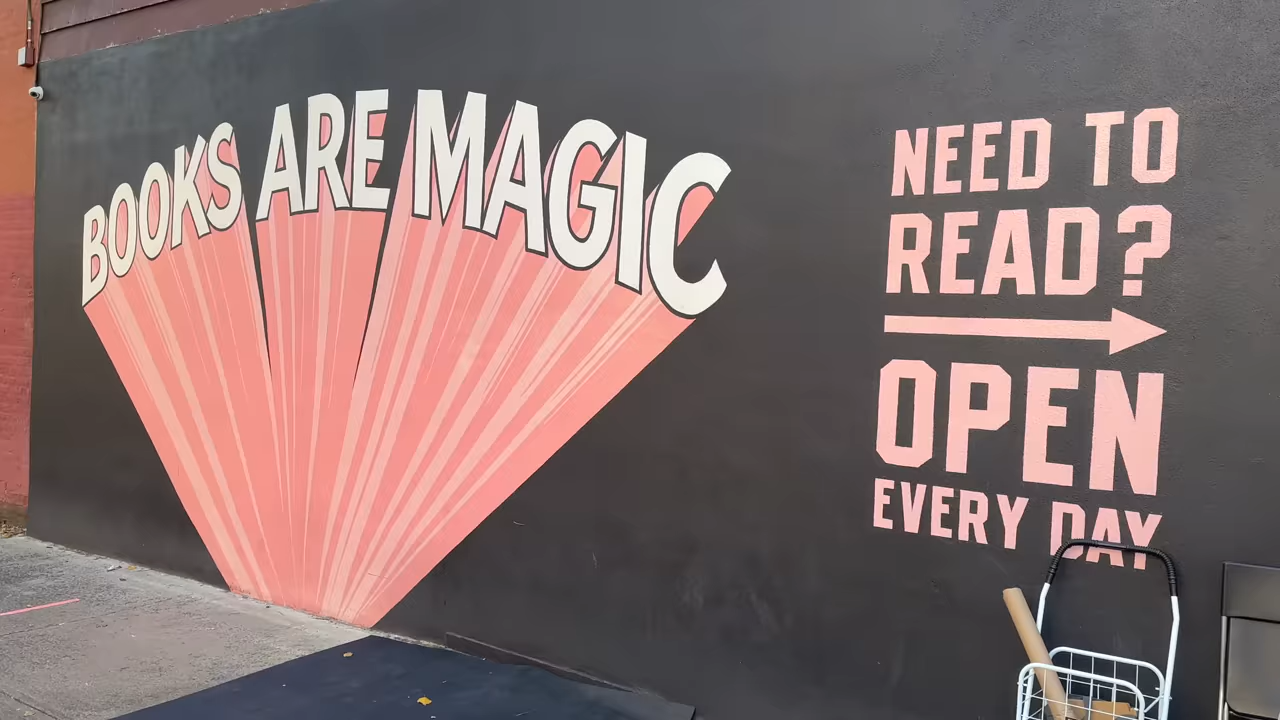 BOOKS ARE MAGIC
NEED TO
READ?
OPEN
EVERY DAY